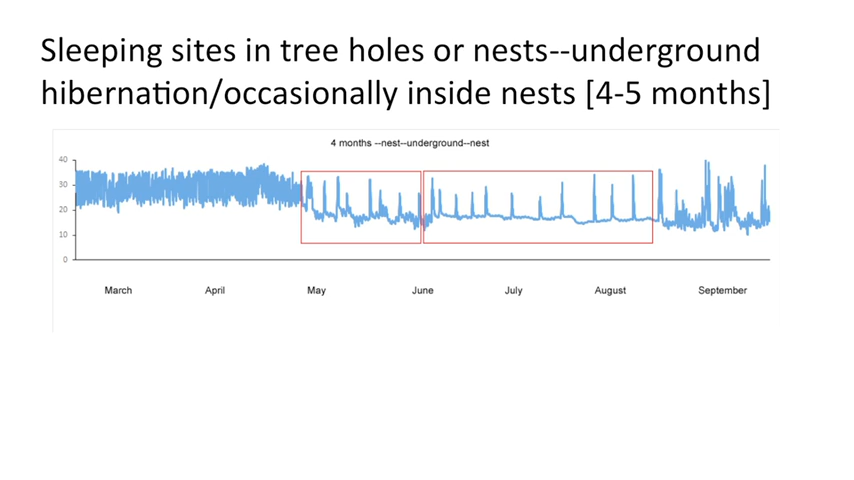 Sleeping sites in tree holes or nests--underground
hibernation/occasionally inside nests [4-5 months]
4 months --nest--underground--nest
40
30
20
10
0
March April May June July August September